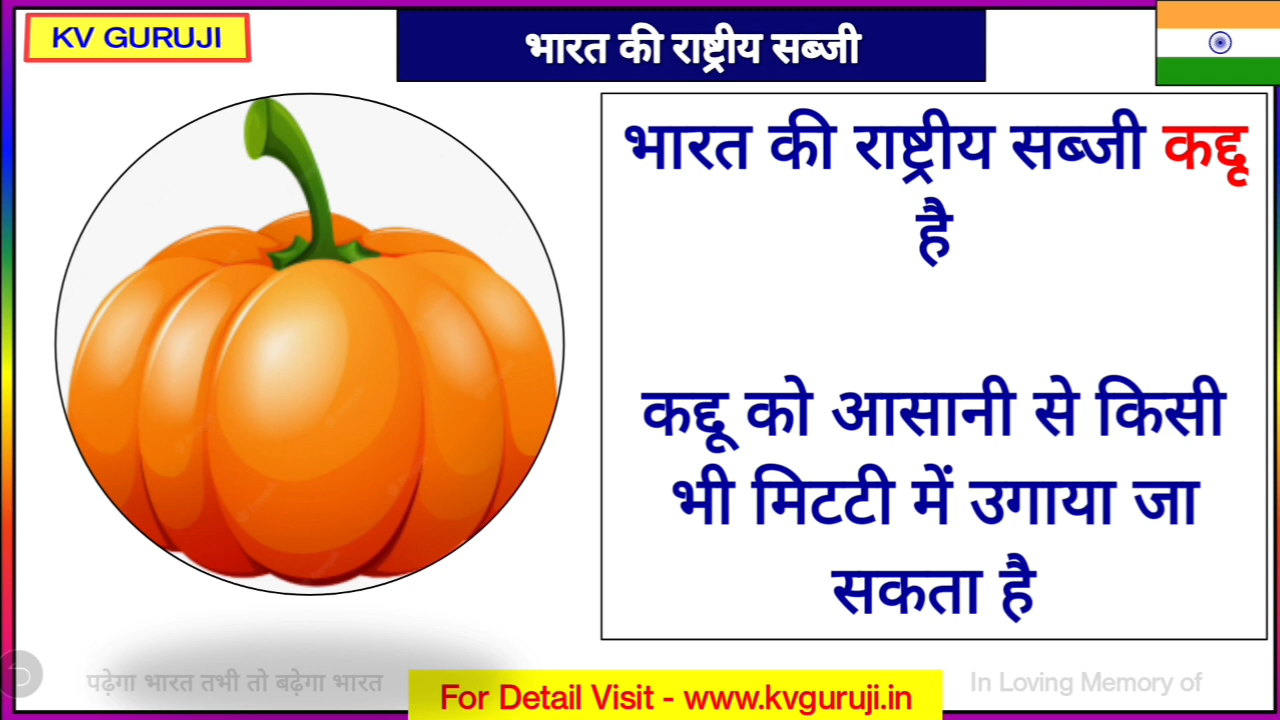 KV GURUJI
भारत की राष्ट्रीय सब्जी
भारत की राष्ट्रीय सब्जी कद्दू
है
कद्दू को आसानी से किसी
भी मिटटी में उगाया जा
सकता है
पढ़ेगा भारत तभी तो बढ़ेगा भारत
For Detail Visit - www.kvguruji.in
In Loving Memory of